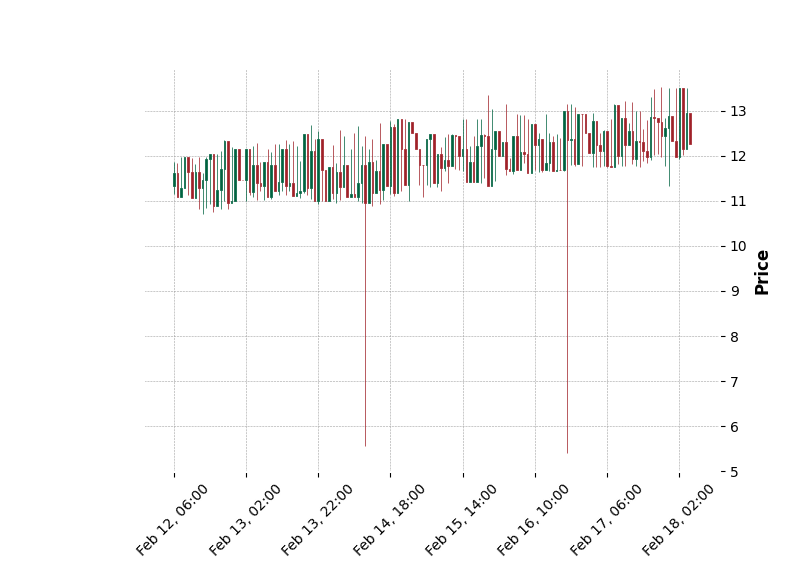 13
12
11
10
9
8
7
6
5
Price
Feb 12, 06:00
Feb 13, 02:00
Feb 13, 22:00
Feb 14, 18:00
Feb 15, 14:00
Feb 16, 10:00
Feb 17, 06:00
Feb 18, 02:00